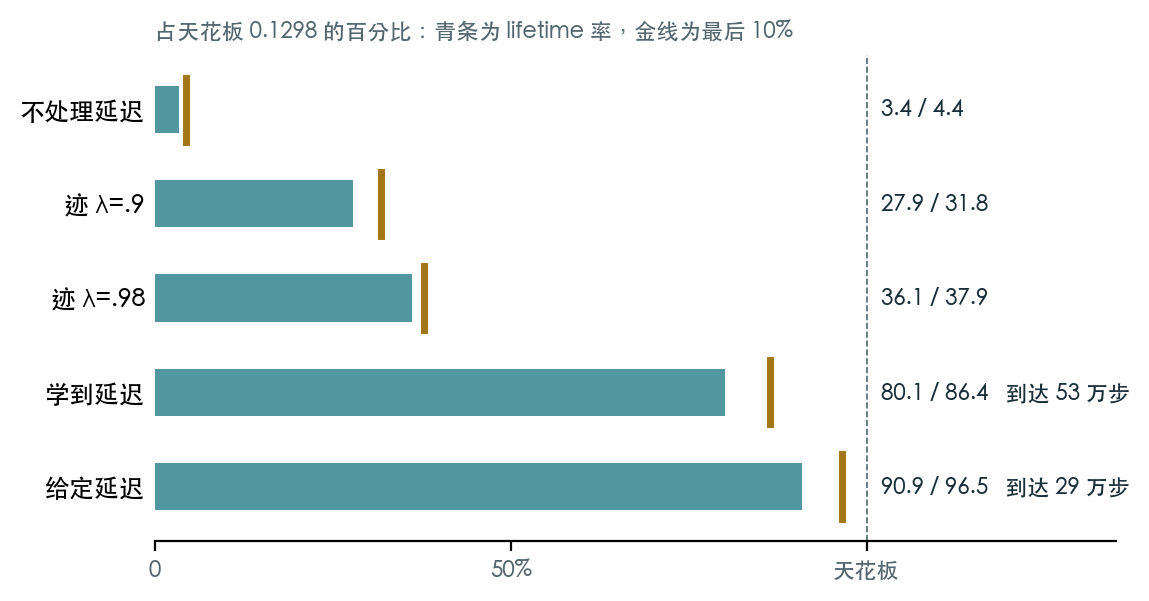 占天花板 0.1298 的百分比：青条为 lifetime 率，金线为最后 10%
不处理延迟 3.4 / 4.4
迹 λ=.9 27.9 / 31.8
迹 λ=.98 36.1 / 37.9
学到延迟 80.1 / 86.4 到达 53 万步
给定延迟 90.9 / 96.5 到达 29 万步
0 50% 天花板